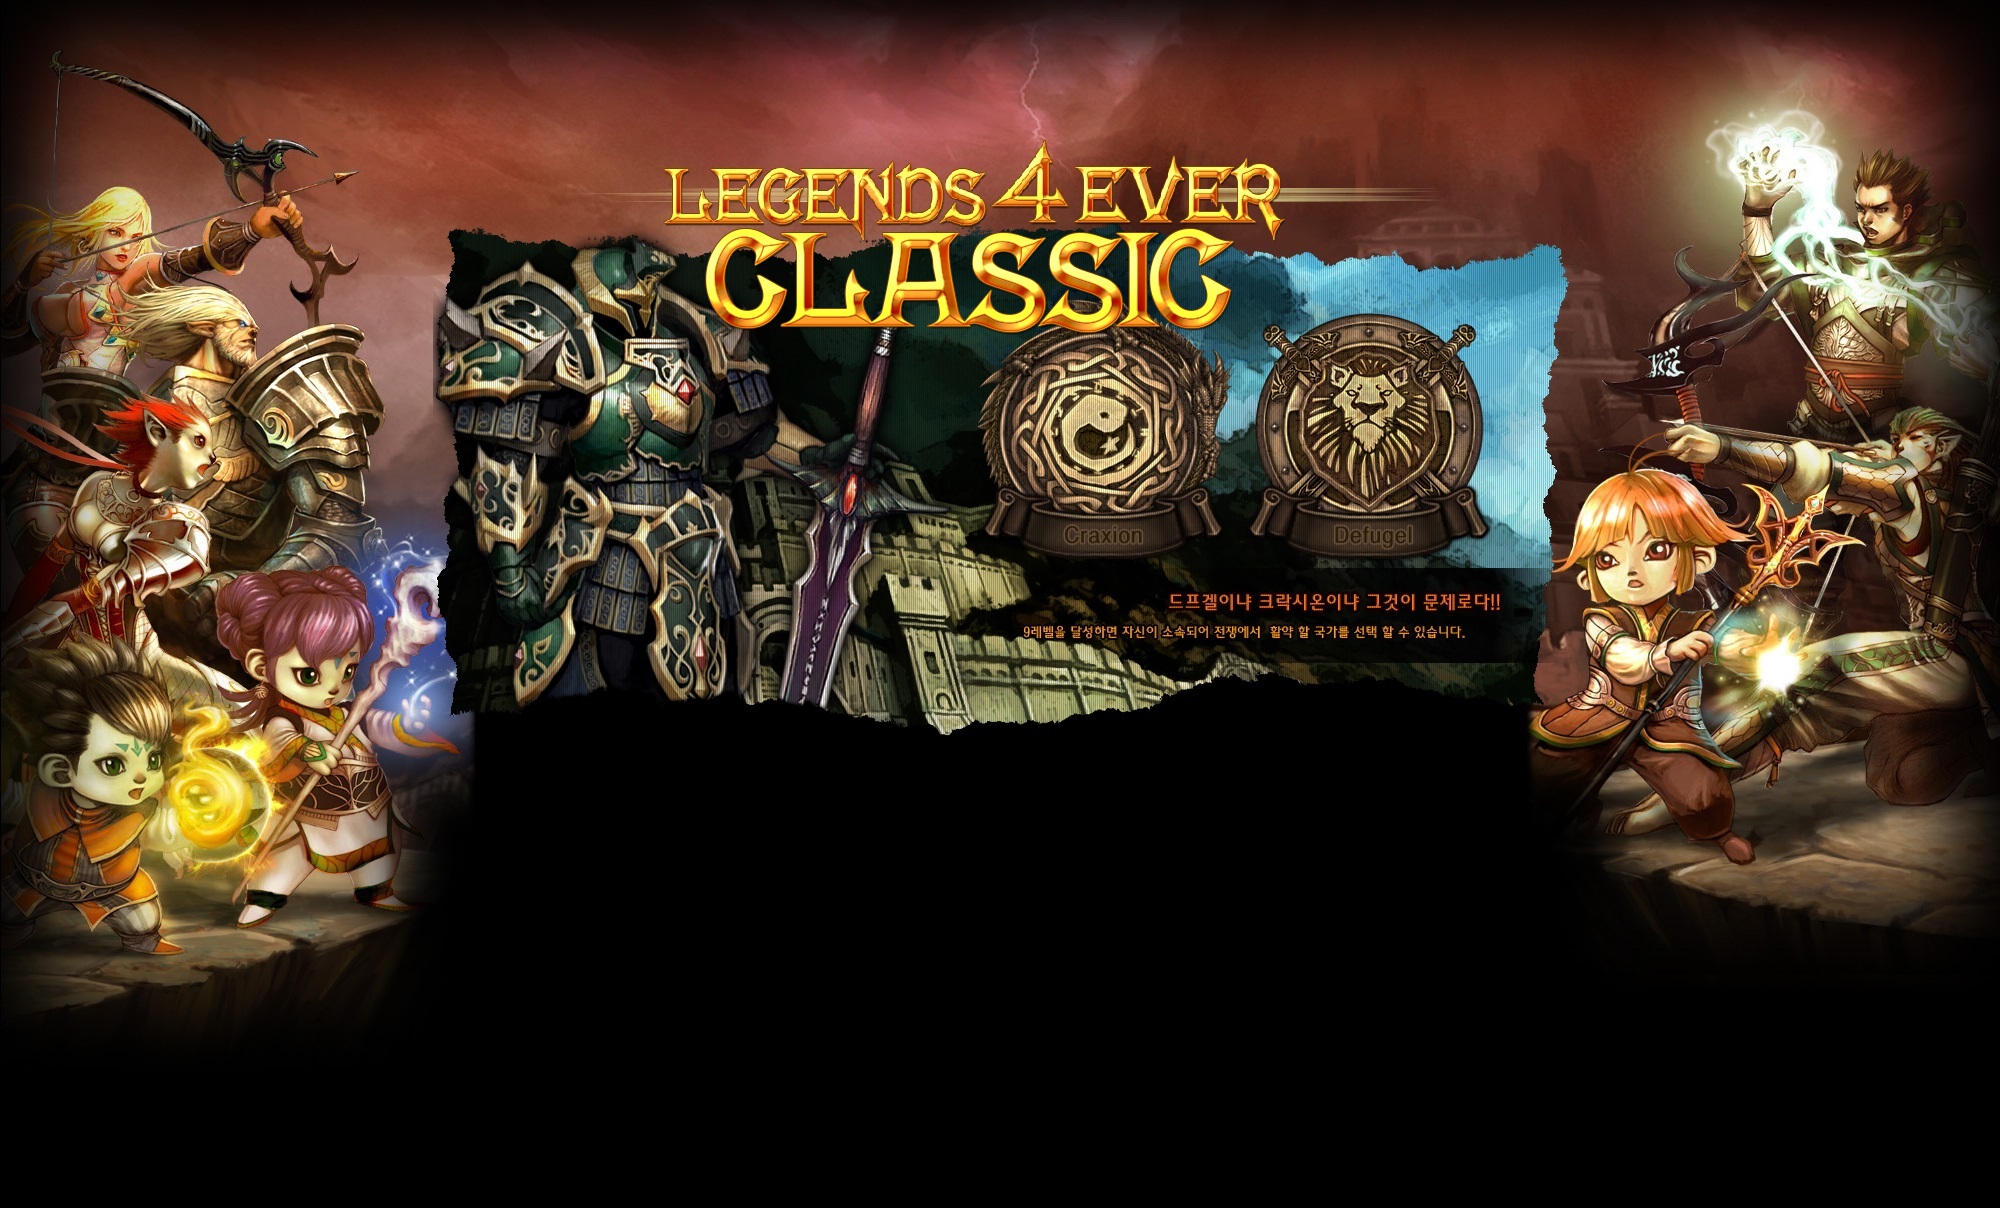 LEGENDS 4 EVER
CLASSIC
Craxion
Defugel
드프겔이냐 크락시온이냐 그것이 문제로다!!
9레벨을 달성하면 자신이 소속되어 전쟁에서 활약 할 국가를 선택 할 수 있습니다.